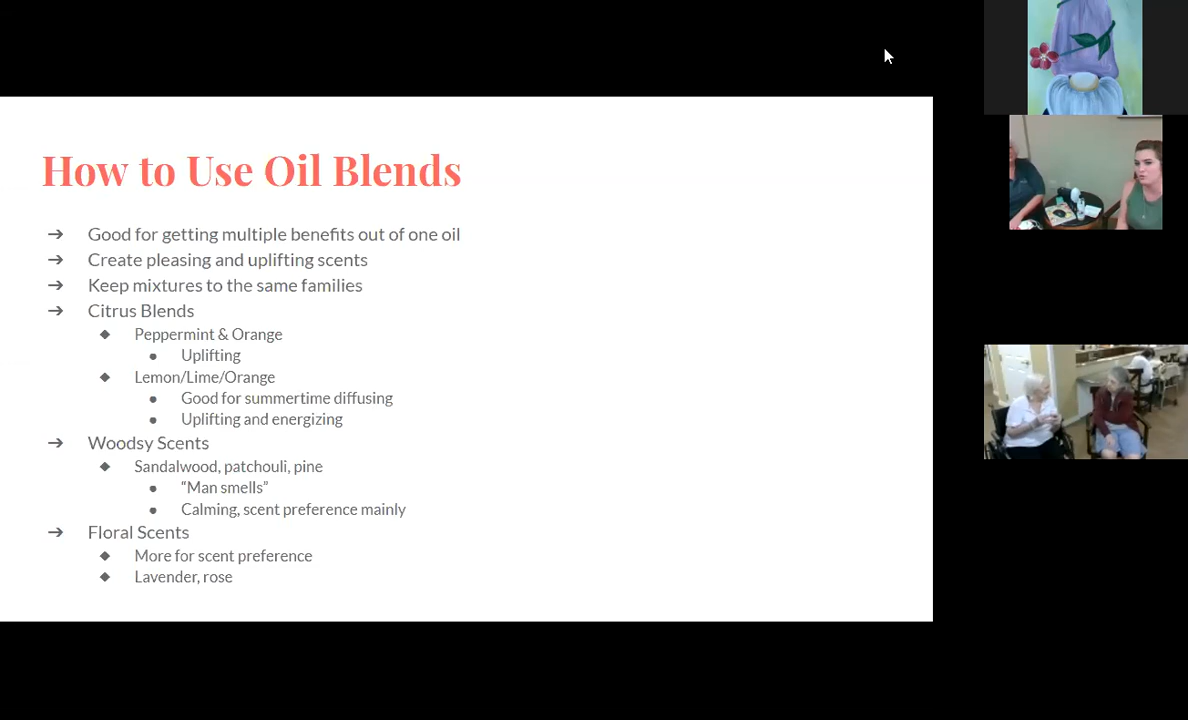 How to Use Oil Blends
➔ Good for getting multiple benefits out of one oil
➔ Create pleasing and uplifting scents
➔ Keep mixtures to the same families
➔ Citrus Blends
◆ Peppermint & Orange
● Uplifting
◆ Lemon/Lime/Orange
● Good for summertime diffusing
● Uplifting and energizing
➔ Woodsy Scents
◆ Sandalwood, patchouli, pine
● “Man smells”
● Calming, scent preference mainly
➔ Floral Scents
◆ More for scent preference
◆ Lavender, rose